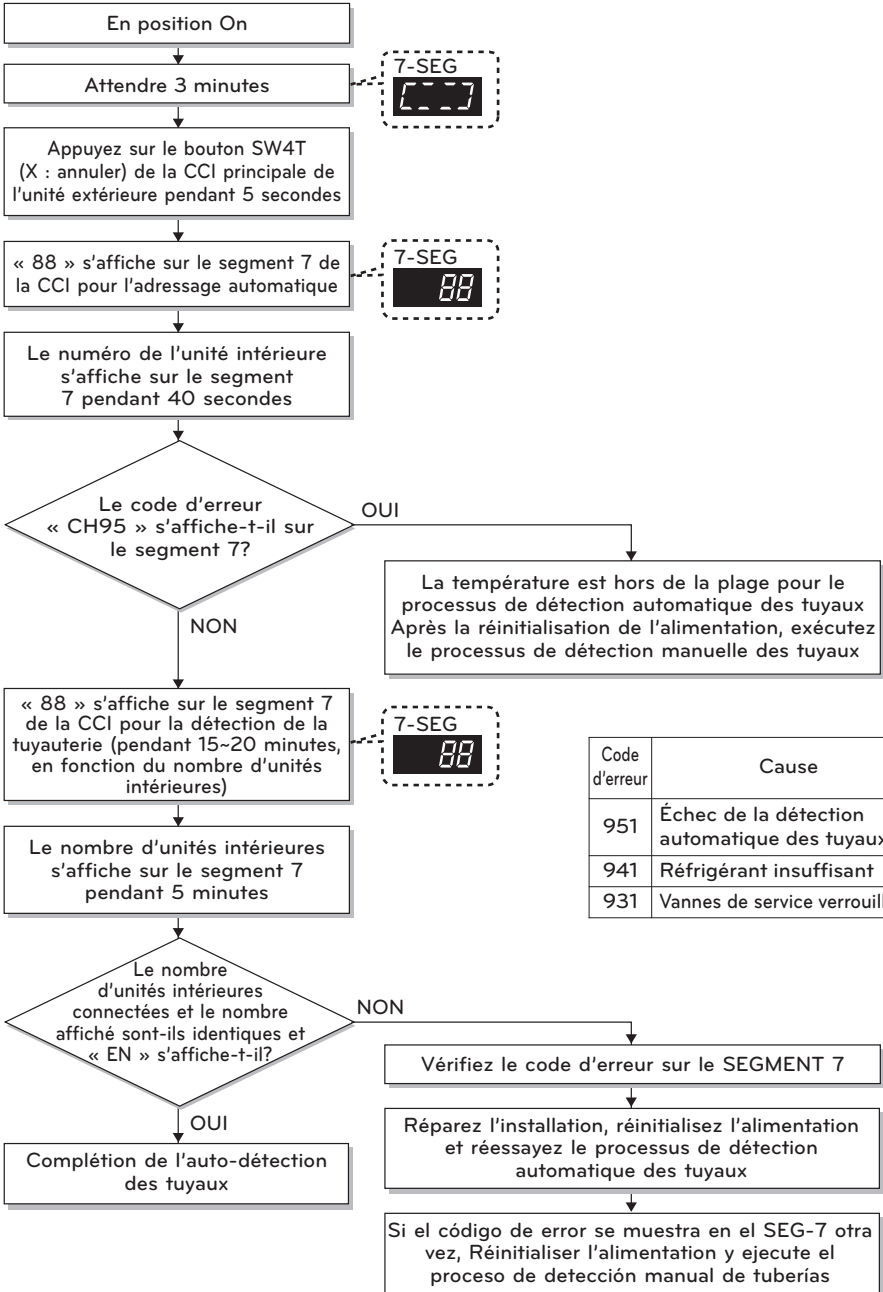 En position On
Attendre 3 minutes
7-SEG
Appuyez sur le bouton SW4T
(X : annuler) de la CCI principale de
l'unité extérieure pendant 5 secondes
« 88 » s'affiche sur le segment 7 de
la CCI pour l'adressage automatique
7-SEG
88
Le numéro de l'unité intérieure
s'affiche sur le segment
7 pendant 40 secondes
Le code d'erreur
« CH95 » s'affiche-t-il sur
le segment 7?
OUI
La température est hors de la plage pour le
processus de détection automatique des tuyaux
Après la réinitialisation de l'alimentation, exécutez
le processus de détection manuelle des tuyaux
NON
« 88 » s'affiche sur le segment 7
de la CCI pour la détection de la
tuyauterie (pendant 15~20 minutes,
en fonction du nombre d'unités
intérieures)
7-SEG
88
Code
d'erreur
Cause
951
Échec de la détection
automatique des tuyaux
941 Réfrigérant insuffisant
931 Vannes de service
Le nombre d'unités intérieures
s'affiche sur le segment 7
pendant 5 minutes
Le nombre
d'unités intérieures
connectées et le nombre
affiché sont-ils identiques et
« EN » s'affiche-t-il?
NON
Vérifiez le code d'erreur sur le SEGMENT 7
Réparez l'installation, réinitialisez l'alimentation
et réessayez le processus de détection
automatique des tuyaux
Si el código de error se muestra en el SEG-7 otra
vez, Réinitialiser l'alimentation y ejecute el
proceso de detección manual de tuberías
OUI
Complétion de l'auto-détection
des tuyaux